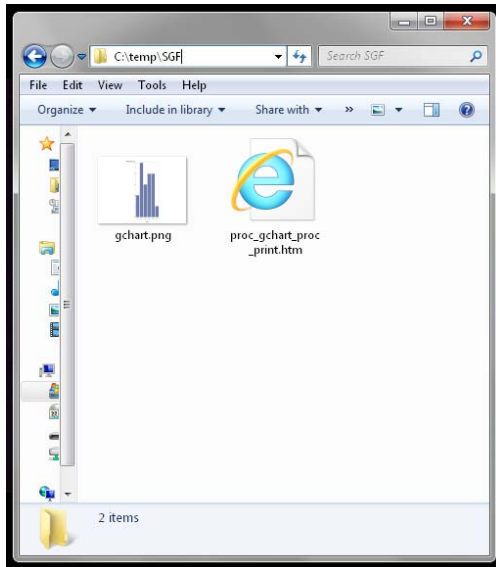 C:\temp\SGF
Search SGF
File Edit View Tools Help
Organize Include in library Share with »
gchart.png
proc_gchart_proc
_print.htm
2 items